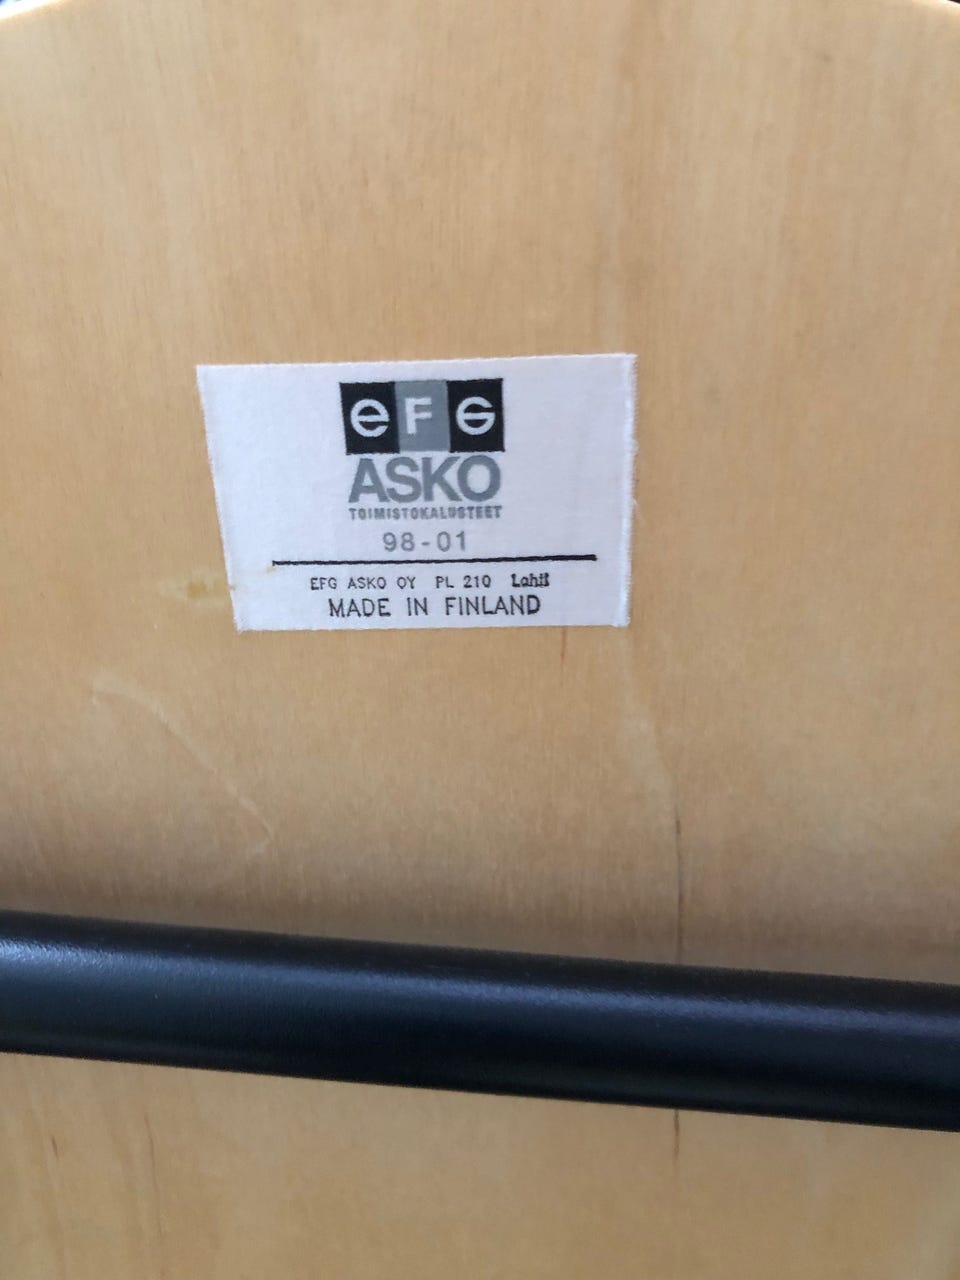 eFG
ASKO
TOIMISTOKALUSTEET
98-01
EFG ASKO OY PL 210 Lahti
MADE IN FINLAND